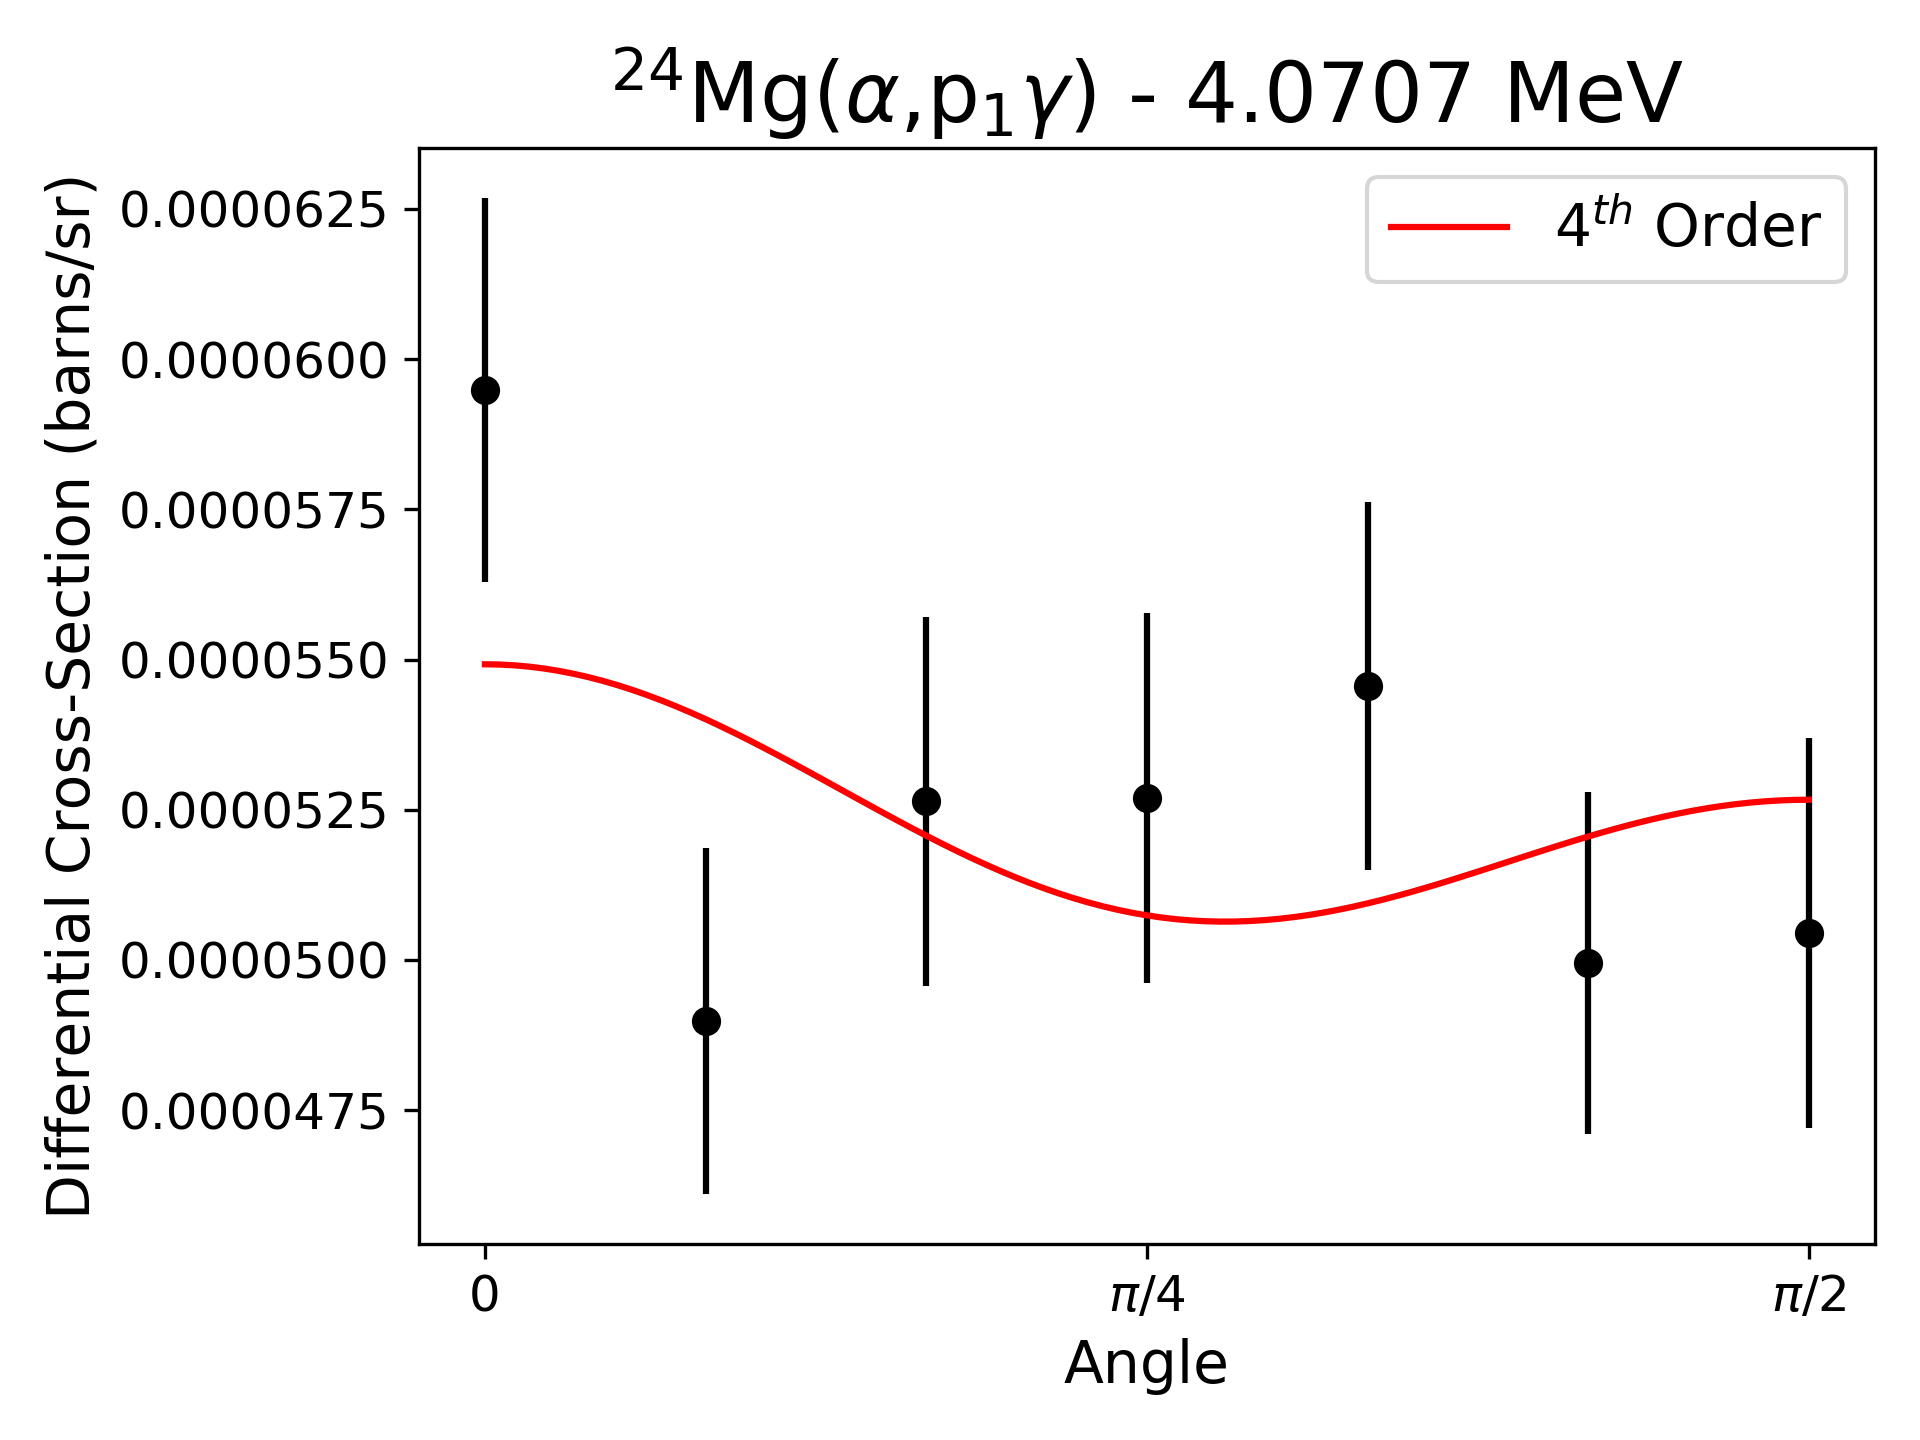 ²⁴Mg(α,p₁γ) - 4.0707 MeV
4ᵗʰ Order
Differential Cross-Section (barns/sr)
0.0000625
0.0000600
0.0000575
0.0000550
0.0000525
0.0000500
0.0000475
0 π/4 π/2
Angle